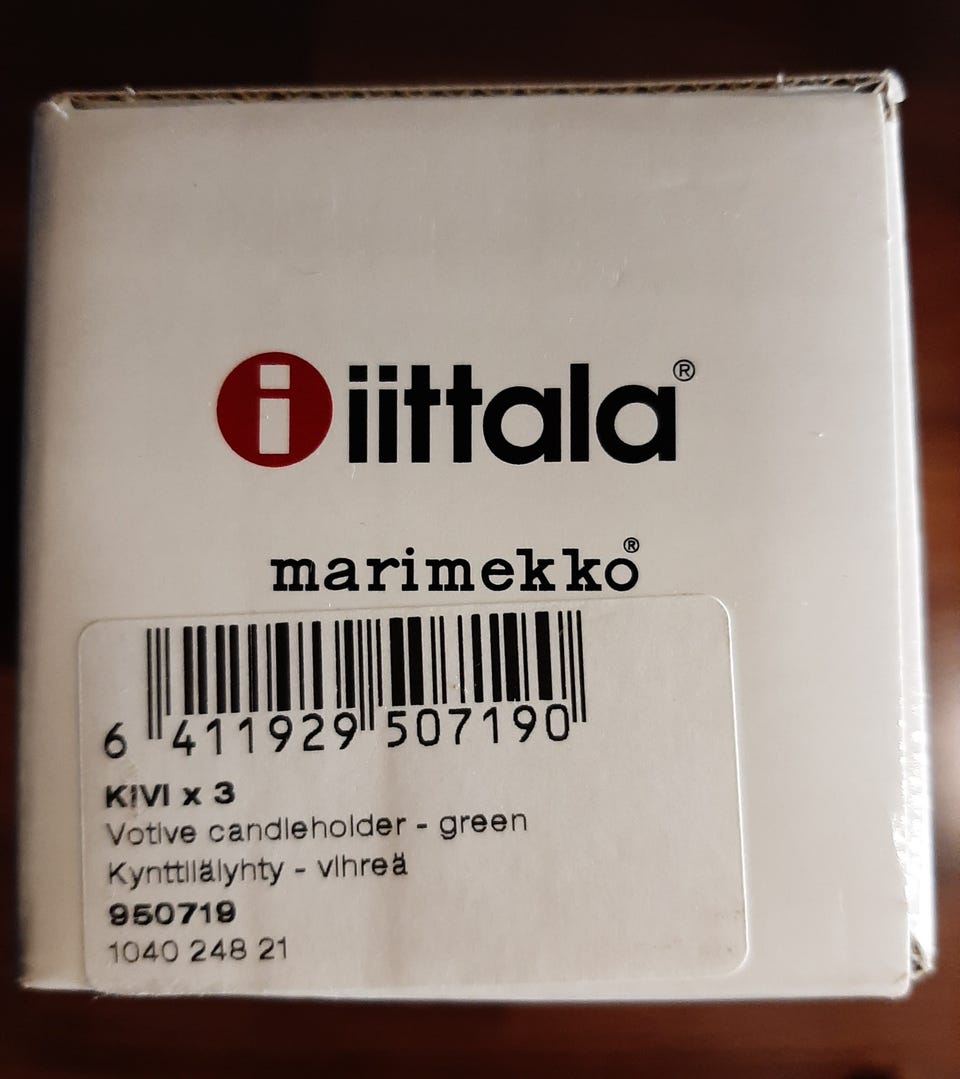 i iittala®
marimekko®
6 411929 507190
KIVI x 3
Votive candleholder - green
Kynttilälyhty - vihreä
950719
1040 248 21